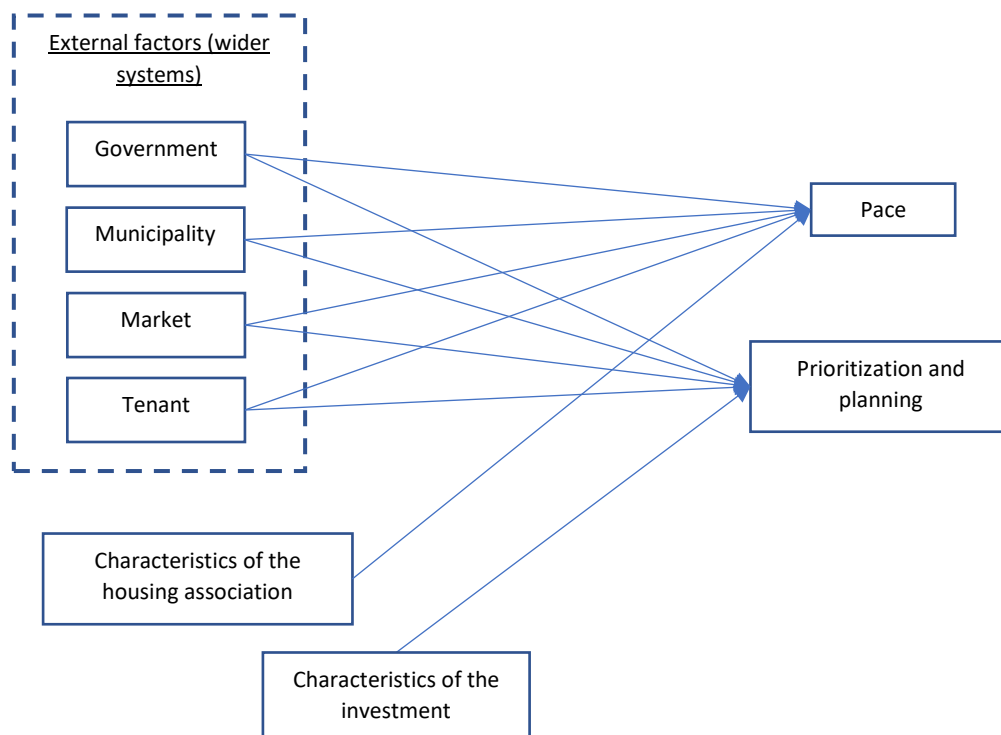 External factors (wider
systems)
Government
Municipality
Market
Tenant
Pace
Prioritization and
planning
Characteristics of the
housing association
Characteristics of the
investment